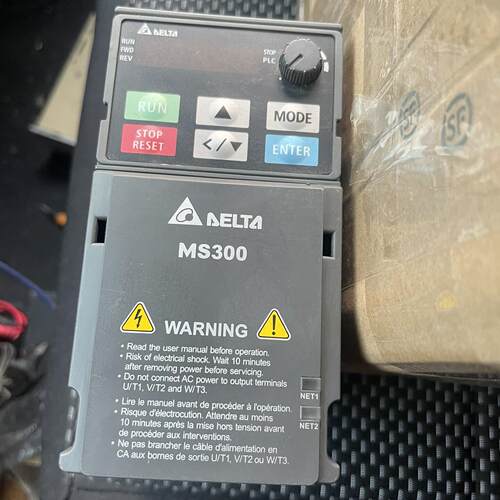 DELTA
RUN
FWD
REV
STOP
PLC
RUN
MODE
STOP
RESET
ENTER
DELTA
MS300
WARNING
• Read the user manual before operation.
• Risk of electrical shock. Wait 10 minutes
after removing power before servicing.
• Do not connect AC power to output terminals
U/T1, V/T2 and W/T3.
• Lire le manuel avant de procéder à l'opération.
• Risque d'électrocution. Attendre au moins
10 minutes après la mise hors tension avant
de procéder aux interventions.
• Ne pas brancher le câble d'alimentation en
CA aux bornes de sortie U/T1, V/T2 ou W/T3.
NET1
NET2
SF